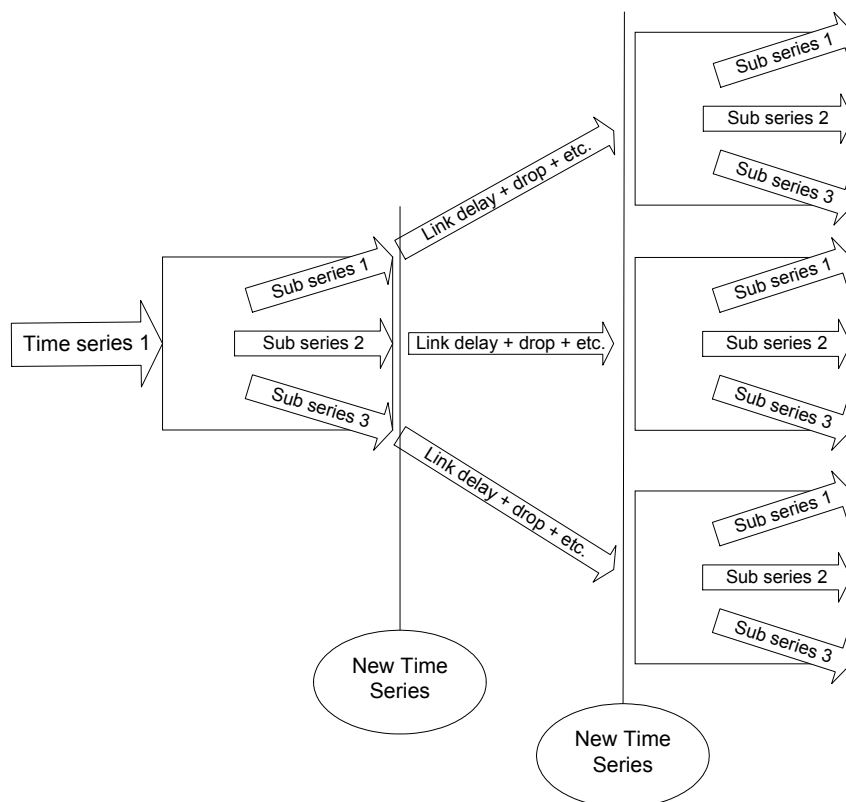 Time series 1
Sub series 1
Sub series 2
Sub series 3
Link delay + drop + etc.
Link delay + drop + etc.
Link delay + drop + etc.
New Time
Series
Sub series 1
Sub series 2
Sub series 3
Sub series 1
Sub series 2
Sub series 3
Sub series 1
Sub series 2
Sub series 3
New Time
Series